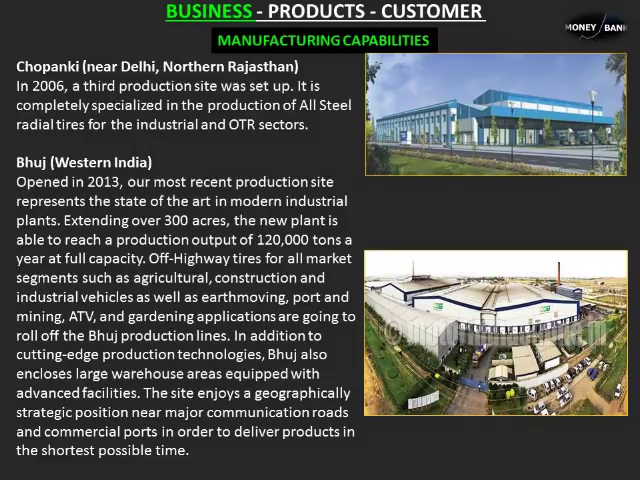 BUSINESS - PRODUCTS - CUSTOMER
MONEY BANK
MANUFACTURING CAPABILITIES
Chopanki (near Delhi, Northern Rajasthan)
In 2006, a third production site was set up. It is
completely specialized in the production of All Steel
radial tires for the industrial and OTR sectors.
Bhuj (Western India)
Opened in 2013, our most recent production site
represents the state of the art in modern industrial
plants. Extending over 300 acres, the new plant is
able to reach a production output of 120,000 tons a
year at full capacity. Off-Highway tires for all market
segments such as agricultural, construction and
industrial vehicles as well as earthmoving, port and
mining, ATV, and gardening applications are going to
roll off the Bhuj production lines. In addition to
cutting-edge production technologies, Bhuj also
encloses large warehouse areas equipped with
advanced facilities. The site enjoys a geographically
strategic position near major communication roads
and commercial ports in order to deliver products in
the shortest possible time.